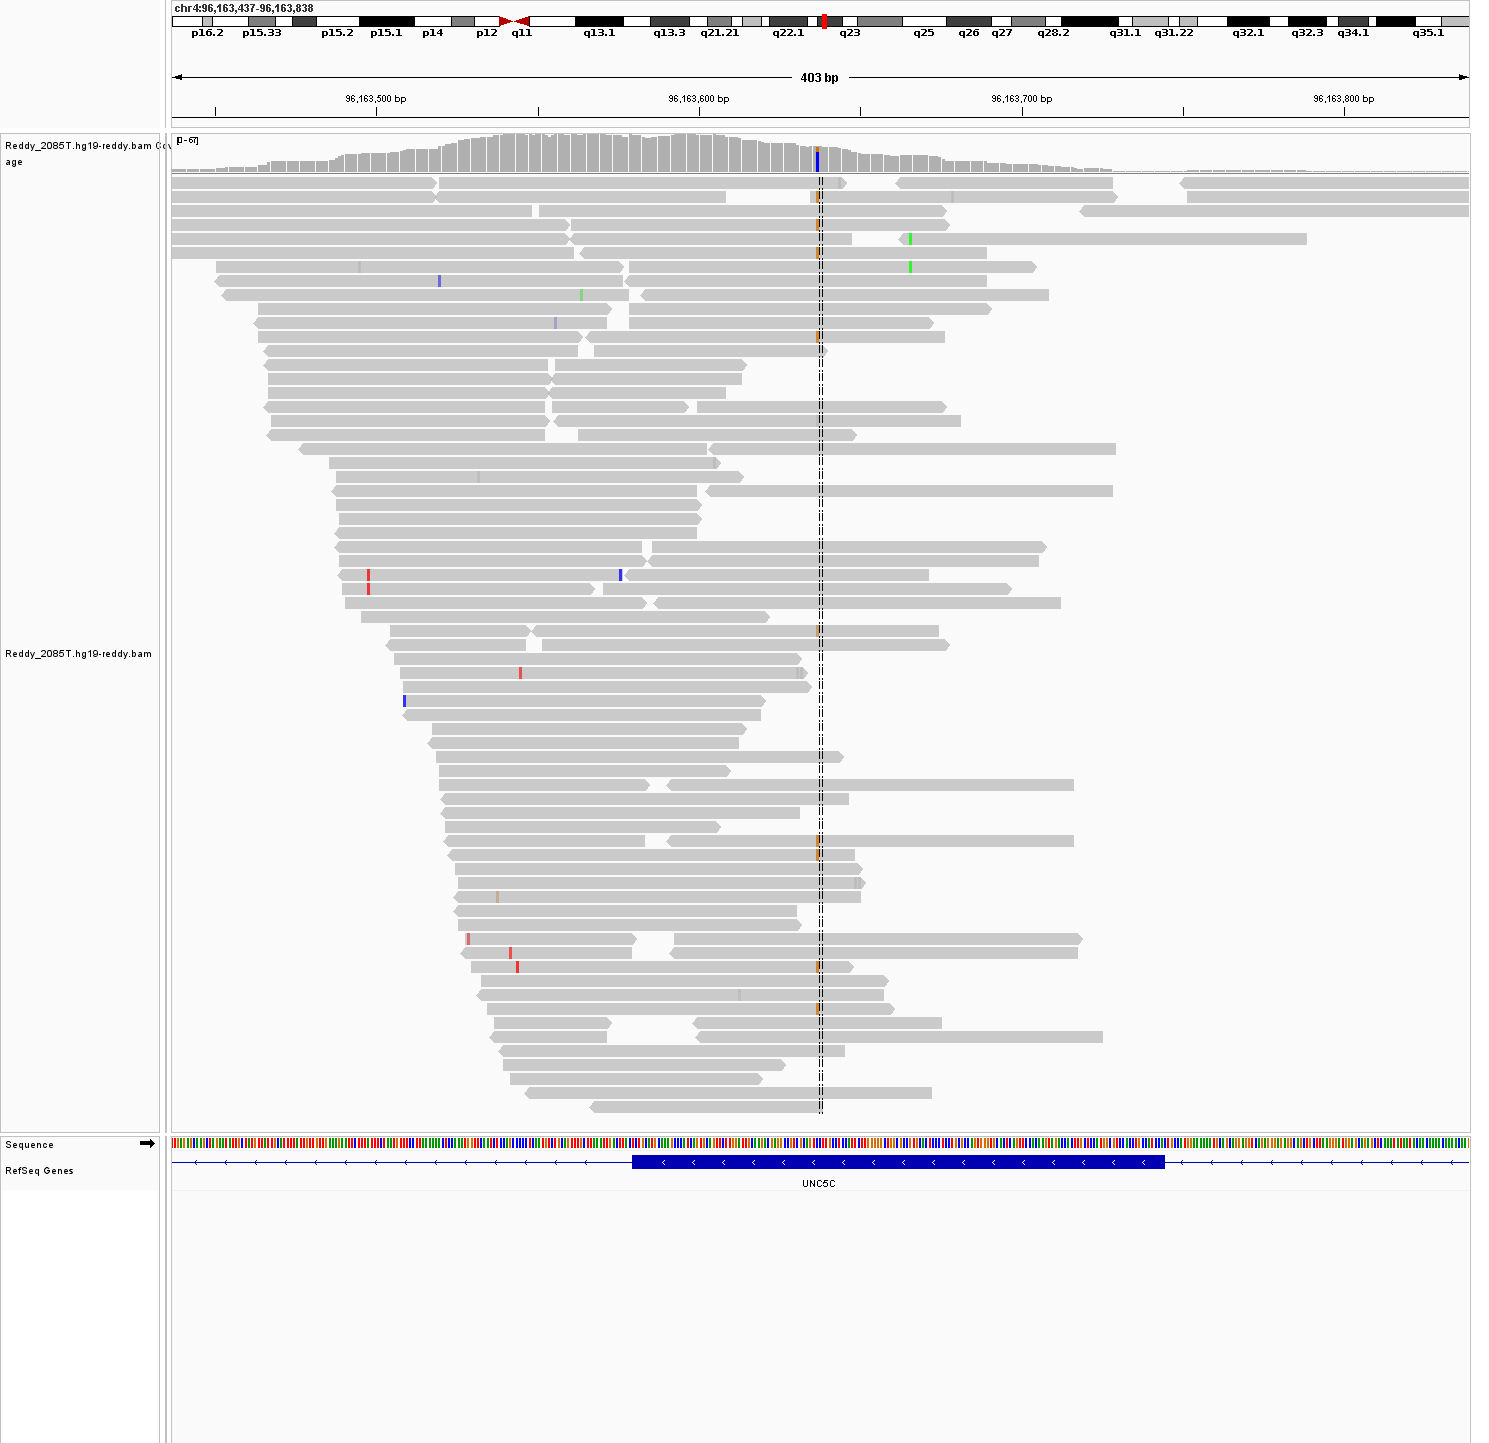 chr4:96,163,437-96,163,838
p16.2 p15.33 p15.2 p15.1 p14 p12 q11 q13.1 q13.3 q21.21 q22.1 q23 q25 q26 q27 q28.2 q31.1 q31.22 q32.1 q32.3 q34.1 q35.1
403 bp
96,163,500 bp 96,163,600 bp 96,163,700 bp 96,163,800 bp
[0 - 67]
Reddy_2085T.hg19-reddy.bam Cov
age
Reddy_2085T.hg19-reddy.bam
Sequence
RefSeq Genes
UNC5C